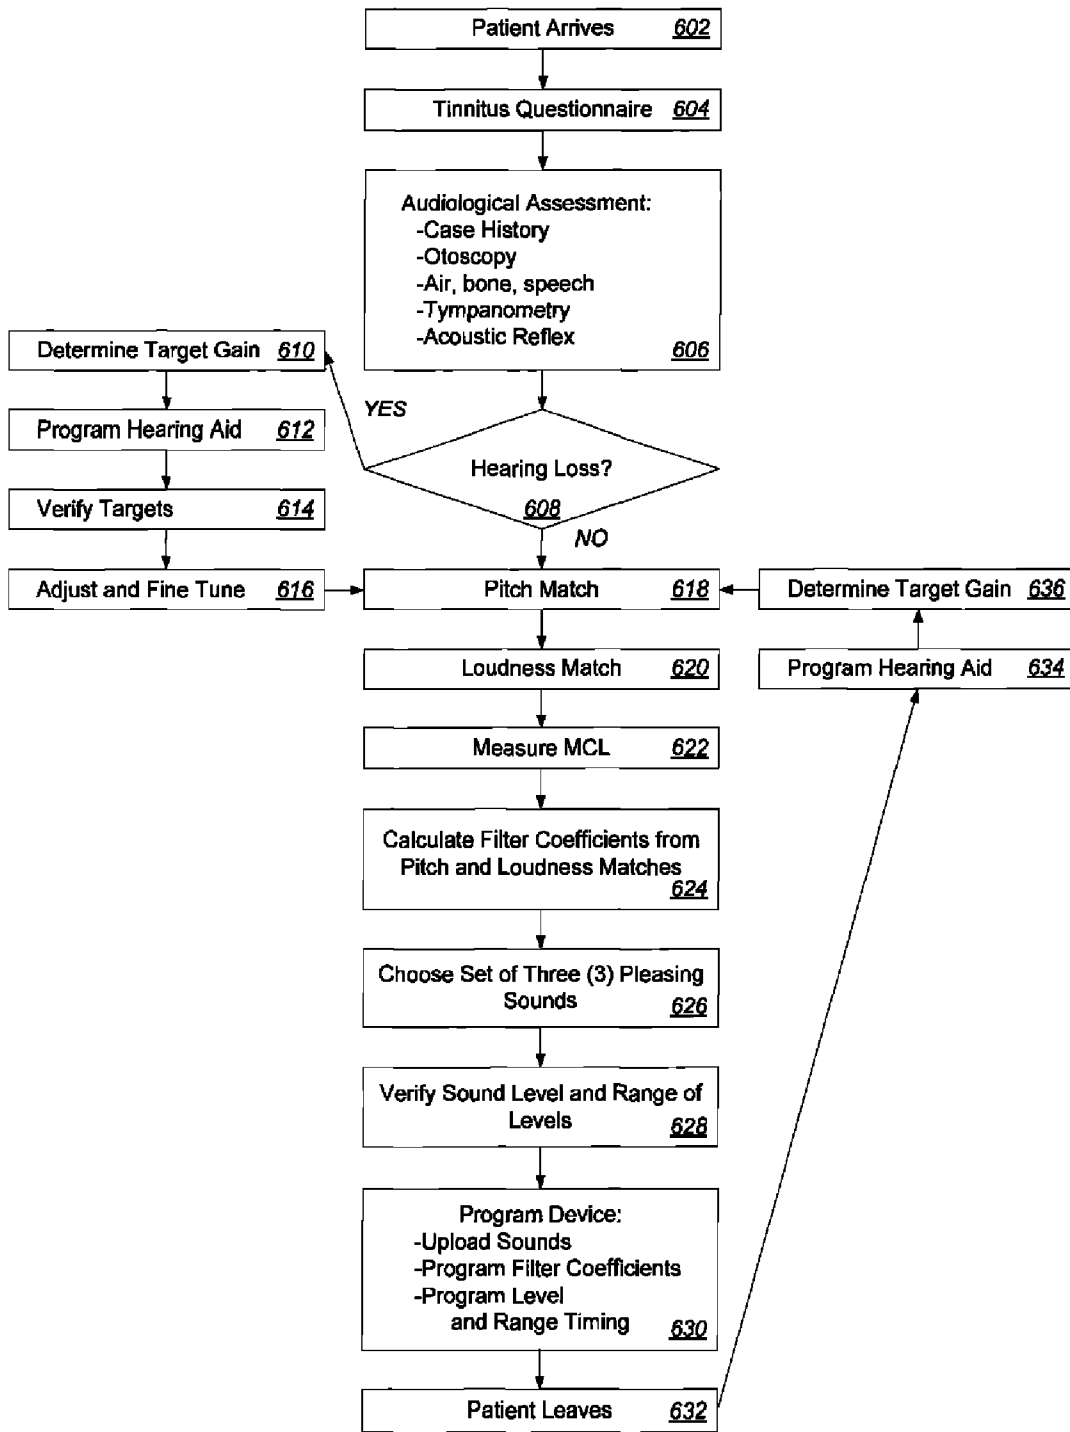 Patient Arrives 602
Tinnitus Questionnaire 604
Audiological Assessment:
-Case History
-Otoscopy
-Air, bone, speech
-Tympanometry
-Acoustic Reflex
606
Hearing Loss?
608
YES
NO
Determine Target Gain 610
Program Hearing Aid 612
Verify Targets 614
Adjust and Fine Tune 616
Pitch Match 618
Loudness Match 620
Measure MCL 622
Calculate Filter Coefficients from
Pitch and Loudness Matches
624
Choose Set of Three (3) Pleasing
Sounds
626
Verify Sound Level and Range of
Levels
628
Program Device:
-Upload Sounds
-Program Filter Coefficients
-Program Level
and Range Timing
630
Patient Leaves 632
Program Hearing Aid 634
Determine Target Gain 636